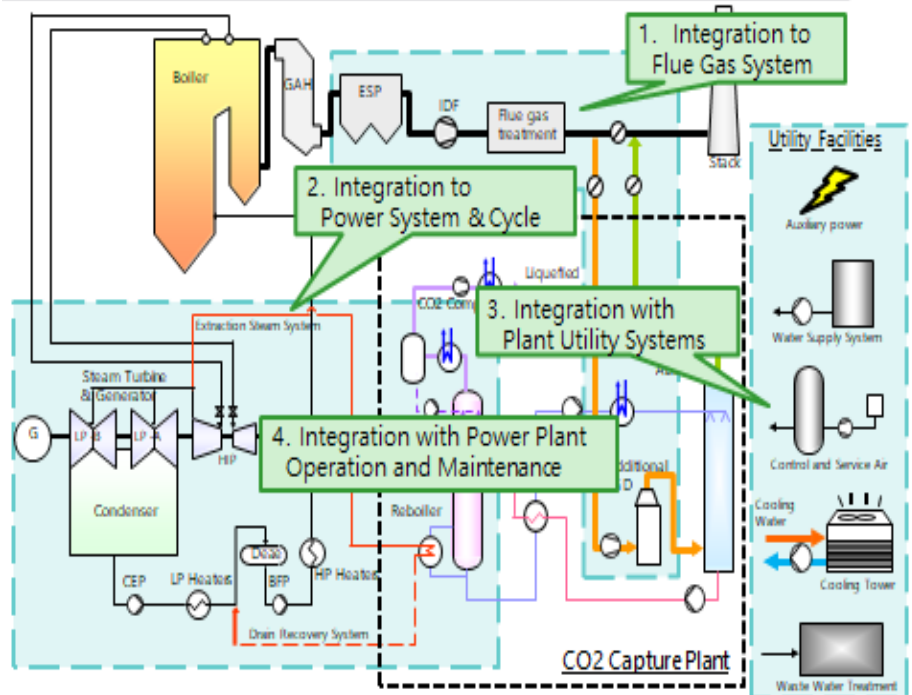 1. Integration to
Flue Gas System
Boiler
GAH
ESP
IDF
Flue gas
treatment
Stack
Utility Facilities
Auxiliary power
Water Supply System
Control and Service Air
Cooling
Water
Cooling Tower
Waste Water Treatment
2. Integration to
Power System & Cycle
Liquefied
CO2 Comp
3. Integration with
Plant Utility Systems
Extraction Steam System
Steam Turbine
& Generator
G
LP-B
LP-A
HIP
4. Integration with Power Plant
Operation and Maintenance
dditional
D
Condenser
Reboiler
Deae
CEP
LP Heaters
BFP
HP Heaters
Drain Recovery System
CO2 Capture Plant